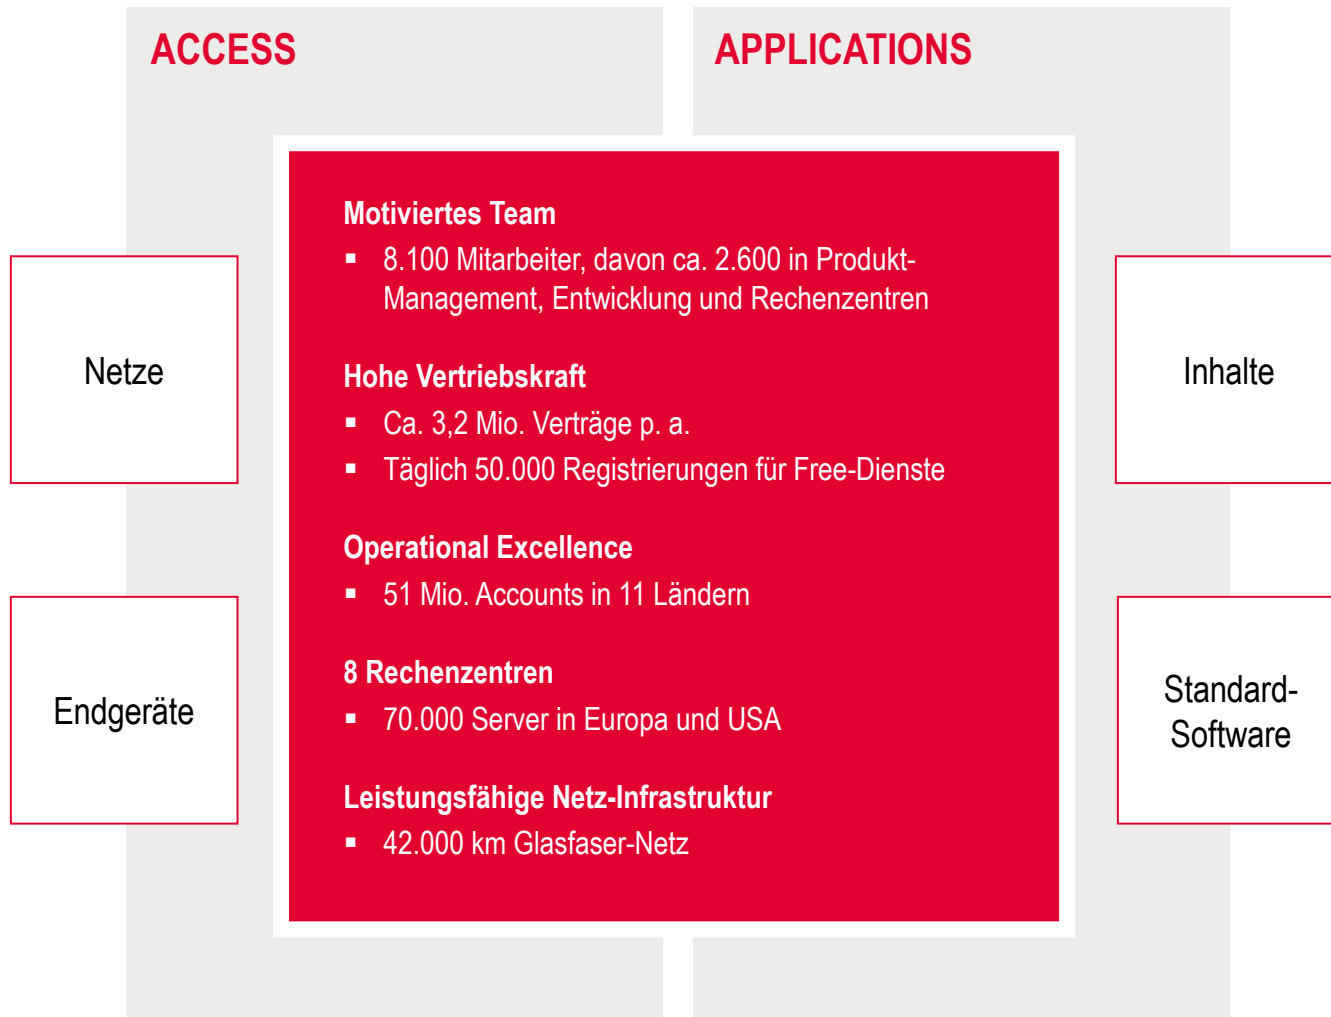 ACCESS
APPLICATIONS
Netze
Endgeräte
Motiviertes Team
▪ 8.100 Mitarbeiter, davon ca. 2.600 in Produkt-
Management, Entwicklung und Rechenzentren
Hohe Vertriebskraft
▪ Ca. 3,2 Mio. Verträge p. a.
▪ Täglich 50.000 Registrierungen für Free-Dienste
Operational Excellence
▪ 51 Mio. Accounts in 11 Ländern
8 Rechenzentren
▪ 70.000 Server in Europa und USA
Leistungsfähige Netz-Infrastruktur
▪ 42.000 km Glasfaser-Netz
Inhalte
Standard-
Software